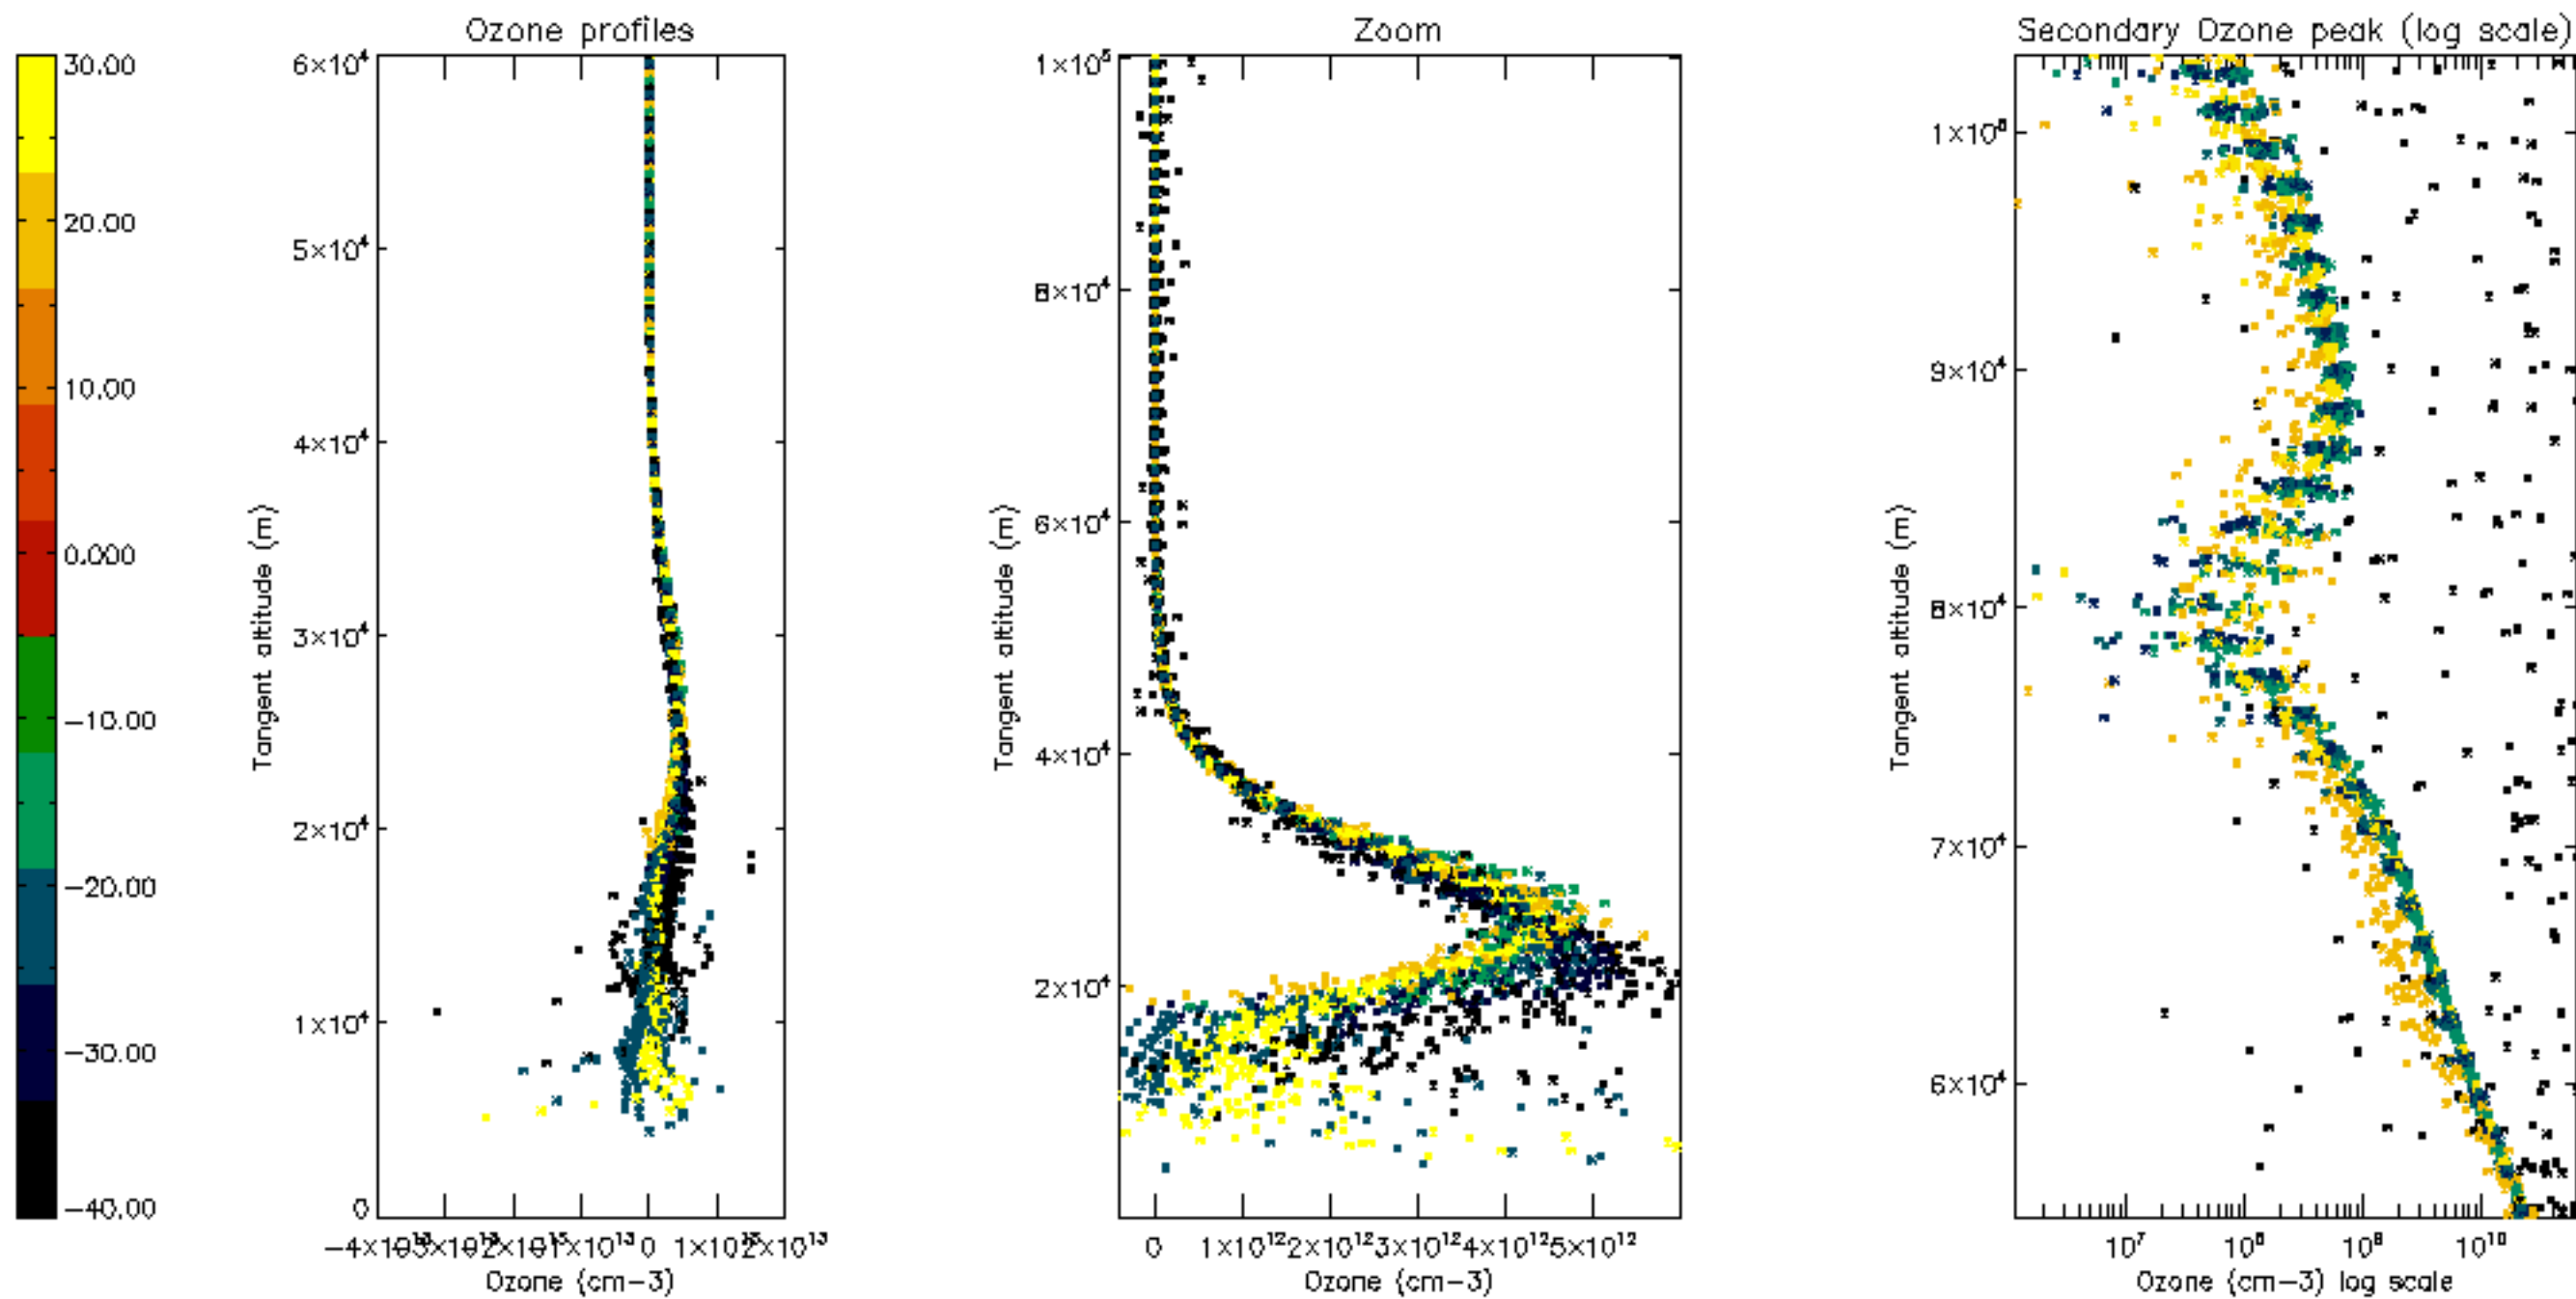 Ozone profiles
Zoom
Secondary Ozone peak (log scale)
30.00
20.00
10.00
0.000
−10.00
−20.00
−30.00
−40.00
6×10⁴
5×10⁴
4×10⁴
3×10⁴
2×10⁴
1×10⁴
0
Tangent altitude (m)
0
Ozone (cm−3)
1×10⁵
8×10⁴
6×10⁴
4×10⁴
2×10⁴
Tangent altitude (m)
0 1×10¹² 2×10¹² 3×10¹² 4×10¹² 5×10¹²
Ozone (cm−3)
9×10⁴
8×10⁴
7×10⁴
6×10⁴
Tangent altitude (m)
10⁷ 10⁸ 10⁹ 10¹⁰
Ozone (cm−3) log scale